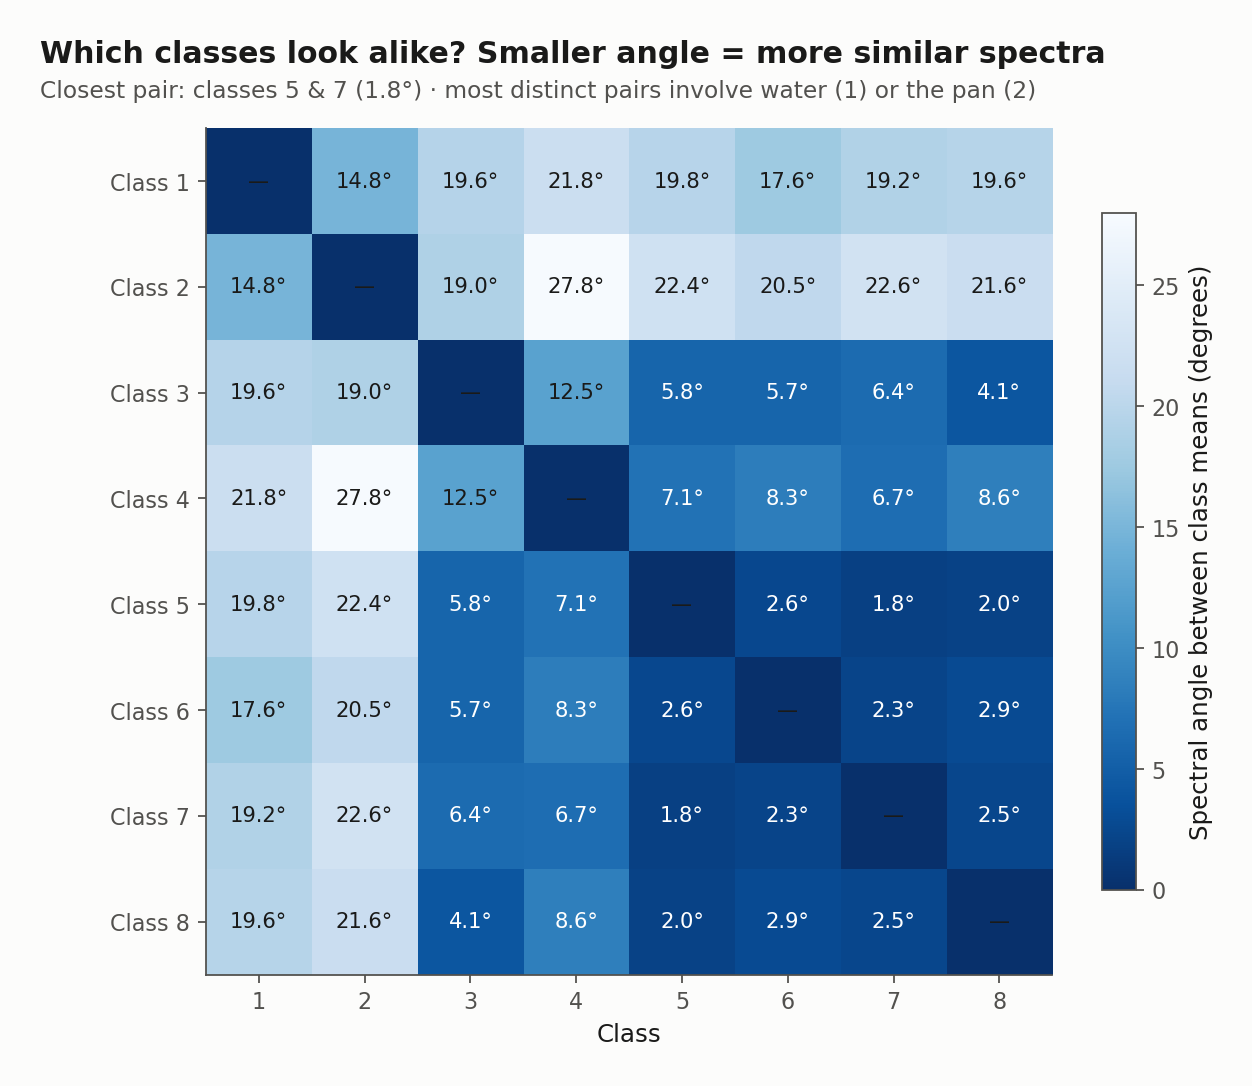 Which classes look alike? Smaller angle = more similar spectra
Closest pair: classes 5 & 7 (1.8°) · most distinct pairs involve water (1) or the pan (2)
Class 1 — 14.8° 19.6° 21.8° 19.8° 17.6° 19.2° 19.6°
Class 2 14.8° — 19.0° 27.8° 22.4° 20.5° 22.6° 21.6°
Class 3 19.6° 19.0° — 12.5° 5.8° 5.7° 6.4° 4.1°
Class 4 21.8° 27.8° 12.5° — 7.1° 8.3° 6.7° 8.6°
Class 5 19.8° 22.4° 5.8° 7.1° — 2.6° 1.8° 2.0°
Class 6 17.6° 20.5° 5.7° 8.3° 2.6° — 2.3° 2.9°
Class 7 19.2° 22.6° 6.4° 6.7° 1.8° 2.3° — 2.5°
Class 8 19.6° 21.6° 4.1° 8.6° 2.0° 2.9° 2.5° —
1 2 3 4 5 6 7 8
Class
25
20
15
10
5
0
Spectral angle between class means (degrees)